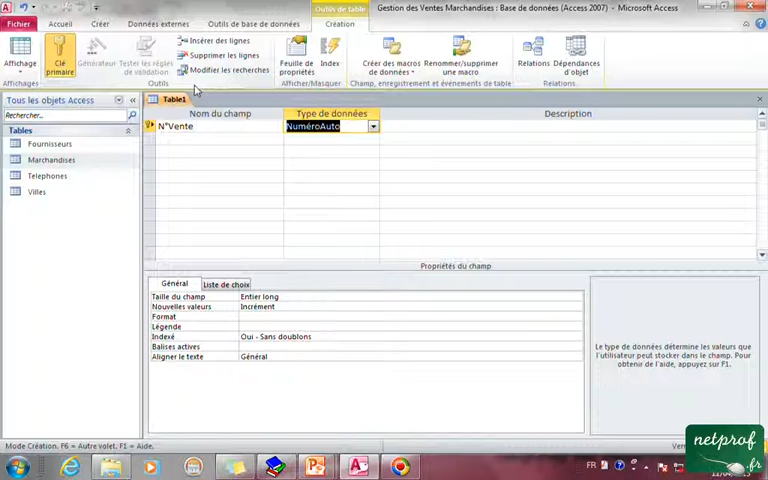 Outils de table
Gestion des Ventes Marchandises : Base de données (Access 2007) - Microsoft Access
Fichier Accueil Créer Données externes Outils de base de données Création
Affichage
Clé primaire
Générateur
Tester les règles de validation
Insérer des lignes
Supprimer les lignes
Modifier les recherches
Feuille de propriétés
Index
Créer des macros de données
Renommer/supprimer une macro
Relations
Dépendances d'objet
Affichages Outils Afficher/Masquer Champ, enregistrement et événements de table Relations
Tous les objets Access
Rechercher...
Tables
Fournisseurs
Marchandises
Telephones
Villes
Table1
Nom du champ Type de données Description
N°Vente NuméroAuto
Propriétés du champ
Général Liste de choix
Taille du champ Entier long
Nouvelles valeurs Incrément
Format
Légende
Indexé Oui - Sans doublons
Balises actives
Aligner le texte Général
Le type de données détermine les valeurs que
l'utilisateur peut stocker dans le champ. Pour
obtenir de l'aide, appuyez sur F1.
Mode Création. F6 = Autre volet. F1 = Aide.
FR
netprof
.fr